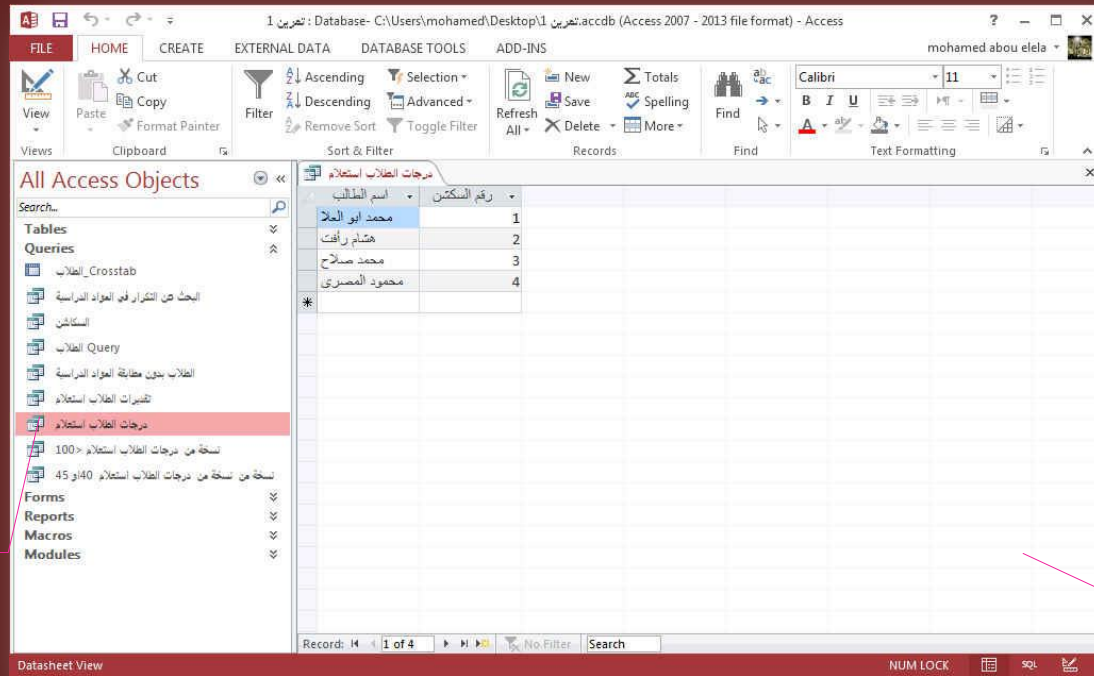 تمرين 1 : Database- C:\Users\mohamed\Desktop\1 تمرين.accdb (Access 2007 - 2013 file format) - Access
FILE HOME CREATE EXTERNAL DATA DATABASE TOOLS ADD-INS mohamed abou elela
View
Views
Paste
Cut
Copy
Format Painter
Clipboard
Filter
Ascending
Descending
Remove Sort
Selection
Advanced
Toggle Filter
Sort & Filter
Refresh
All
New
Save
Delete
Totals
Spelling
More
Records
Find
Find
Calibri 11
B I U
Text Formatting
All Access Objects
Search...
Tables
Queries
الطلاب_Crosstab
البحث عن التكرار في المواد الدراسية
السكاشن
الطلاب Query
الطلاب بدون مطابقة المواد الدراسية
تقديرات الطلاب استعلام
درجات الطلاب استعلام
نسخة من درجات الطلاب استعلام <100
نسخة من نسخة من درجات الطلاب استعلام 40او 45
Forms
Reports
Macros
Modules
درجات الطلاب استعلام
اسم الطالب رقم السكشن
محمد ابو العلا 1
هشام رأفت 2
محمد صلاح 3
محمود المصرى 4
Record: 1 of 4 No Filter Search
Datasheet View NUM LOCK SQL